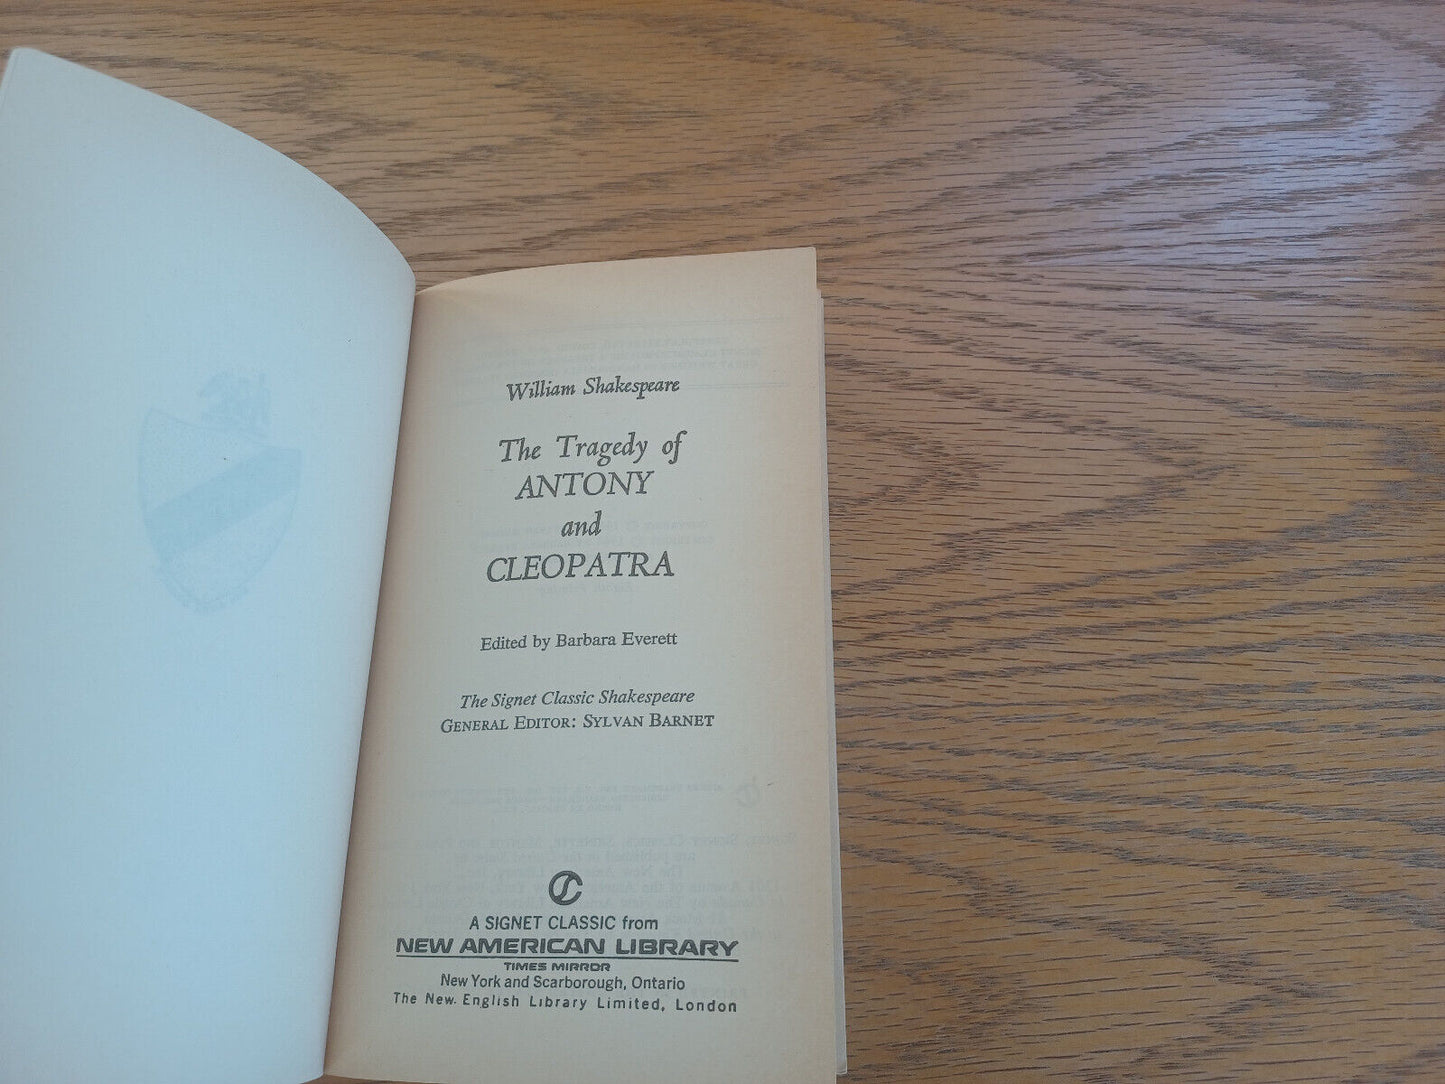 William Shakespeare
The Tragedy of
ANTONY
and
CLEOPATRA
Edited by Barbara Everett
The Signet Classic Shakespeare
GENERAL EDITOR: SYLVAN BARNET
A SIGNET CLASSIC from
NEW AMERICAN LIBRARY
TIMES MIRROR
New York and Scarborough, Ontario
The New English Library Limited, London